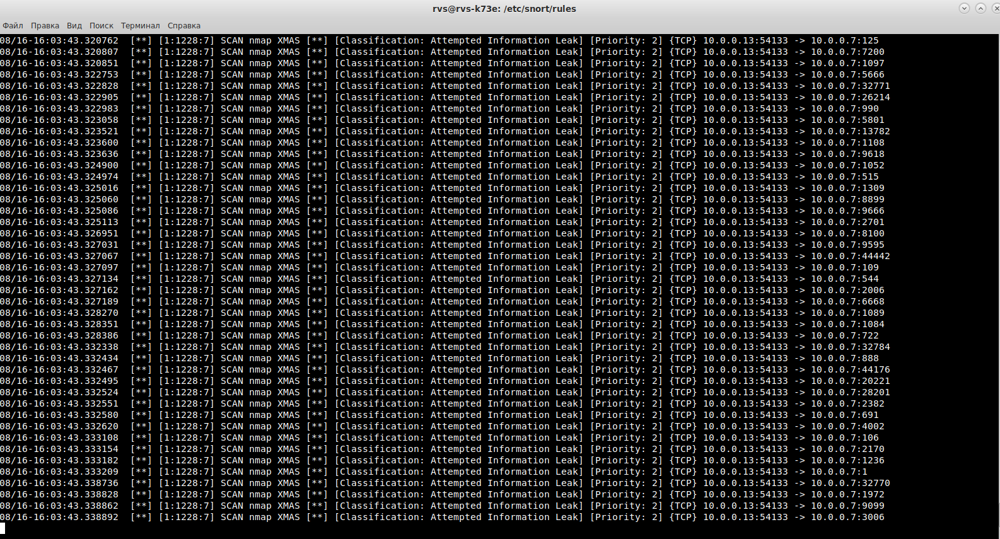 rvs@rvs-k73e: /etc/snort/rules
Файл Правка Вид Поиск Терминал Справка
08/16-16:03:43.320762  [**] [1:1228:7] SCAN nmap XMAS [**] [Classification: Attempted Information Leak] [Priority: 2] {TCP} 10.0.0.13:54133 -> 10.0.0.7:125
08/16-16:03:43.320807  [**] [1:1228:7] SCAN nmap XMAS [**] [Classification: Attempted Information Leak] [Priority: 2] {TCP} 10.0.0.13:54133 -> 10.0.0.7:7200
08/16-16:03:43.320851  [**] [1:1228:7] SCAN nmap XMAS [**] [Classification: Attempted Information Leak] [Priority: 2] {TCP} 10.0.0.13:54133 -> 10.0.0.7:1097
08/16-16:03:43.322753  [**] [1:1228:7] SCAN nmap XMAS [**] [Classification: Attempted Information Leak] [Priority: 2] {TCP} 10.0.0.13:54133 -> 10.0.0.7:5666
08/16-16:03:43.322828  [**] [1:1228:7] SCAN nmap XMAS [**] [Classification: Attempted Information Leak] [Priority: 2] {TCP} 10.0.0.13:54133 -> 10.0.0.7:32771
08/16-16:03:43.322905  [**] [1:1228:7] SCAN nmap XMAS [**] [Classification: Attempted Information Leak] [Priority: 2] {TCP} 10.0.0.13:54133 -> 10.0.0.7:26214
08/16-16:03:43.322983  [**] [1:1228:7] SCAN nmap XMAS [**] [Classification: Attempted Information Leak] [Priority: 2] {TCP} 10.0.0.13:54133 -> 10.0.0.7:990
08/16-16:03:43.323058  [**] [1:1228:7] SCAN nmap XMAS [**] [Classification: Attempted Information Leak] [Priority: 2] {TCP} 10.0.0.13:54133 -> 10.0.0.7:5801
08/16-16:03:43.323521  [**] [1:1228:7] SCAN nmap XMAS [**] [Classification: Attempted Information Leak] [Priority: 2] {TCP} 10.0.0.13:54133 -> 10.0.0.7:13782
08/16-16:03:43.323600  [**] [1:1228:7] SCAN nmap XMAS [**] [Classification: Attempted Information Leak] [Priority: 2] {TCP} 10.0.0.13:54133 -> 10.0.0.7:1108
08/16-16:03:43.323636  [**] [1:1228:7] SCAN nmap XMAS [**] [Classification: Attempted Information Leak] [Priority: 2] {TCP} 10.0.0.13:54133 -> 10.0.0.7:9618
08/16-16:03:43.324900  [**] [1:1228:7] SCAN nmap XMAS [**] [Classification: Attempted Information Leak] [Priority: 2] {TCP} 10.0.0.13:54133 -> 10.0.0.7:1052
08/16-16:03:43.324974  [**] [1:1228:7] SCAN nmap XMAS [**] [Classification: Attempted Information Leak] [Priority: 2] {TCP} 10.0.0.13:54133 -> 10.0.0.7:515
08/16-16:03:43.325016  [**] [1:1228:7] SCAN nmap XMAS [**] [Classification: Attempted Information Leak] [Priority: 2] {TCP} 10.0.0.13:54133 -> 10.0.0.7:1309
08/16-16:03:43.325060  [**] [1:1228:7] SCAN nmap XMAS [**] [Classification: Attempted Information Leak] [Priority: 2] {TCP} 10.0.0.13:54133 -> 10.0.0.7:8899
08/16-16:03:43.325086  [**] [1:1228:7] SCAN nmap XMAS [**] [Classification: Attempted Information Leak] [Priority: 2] {TCP} 10.0.0.13:54133 -> 10.0.0.7:9666
08/16-16:03:43.325113  [**] [1:1228:7] SCAN nmap XMAS [**] [Classification: Attempted Information Leak] [Priority: 2] {TCP} 10.0.0.13:54133 -> 10.0.0.7:2701
08/16-16:03:43.326951  [**] [1:1228:7] SCAN nmap XMAS [**] [Classification: Attempted Information Leak] [Priority: 2] {TCP} 10.0.0.13:54133 -> 10.0.0.7:8100
08/16-16:03:43.327031  [**] [1:1228:7] SCAN nmap XMAS [**] [Classification: Attempted Information Leak] [Priority: 2] {TCP} 10.0.0.13:54133 -> 10.0.0.7:9595
08/16-16:03:43.327067  [**] [1:1228:7] SCAN nmap XMAS [**] [Classification: Attempted Information Leak] [Priority: 2] {TCP} 10.0.0.13:54133 -> 10.0.0.7:44442
08/16-16:03:43.327097  [**] [1:1228:7] SCAN nmap XMAS [**] [Classification: Attempted Information Leak] [Priority: 2] {TCP} 10.0.0.13:54133 -> 10.0.0.7:109
08/16-16:03:43.327134  [**] [1:1228:7] SCAN nmap XMAS [**] [Classification: Attempted Information Leak] [Priority: 2] {TCP} 10.0.0.13:54133 -> 10.0.0.7:544
08/16-16:03:43.327162  [**] [1:1228:7] SCAN nmap XMAS [**] [Classification: Attempted Information Leak] [Priority: 2] {TCP} 10.0.0.13:54133 -> 10.0.0.7:2006
08/16-16:03:43.327189  [**] [1:1228:7] SCAN nmap XMAS [**] [Classification: Attempted Information Leak] [Priority: 2] {TCP} 10.0.0.13:54133 -> 10.0.0.7:6668
08/16-16:03:43.328270  [**] [1:1228:7] SCAN nmap XMAS [**] [Classification: Attempted Information Leak] [Priority: 2] {TCP} 10.0.0.13:54133 -> 10.0.0.7:1089
08/16-16:03:43.328351  [**] [1:1228:7] SCAN nmap XMAS [**] [Classification: Attempted Information Leak] [Priority: 2] {TCP} 10.0.0.13:54133 -> 10.0.0.7:1084
08/16-16:03:43.328386  [**] [1:1228:7] SCAN nmap XMAS [**] [Classification: Attempted Information Leak] [Priority: 2] {TCP} 10.0.0.13:54133 -> 10.0.0.7:722
08/16-16:03:43.332338  [**] [1:1228:7] SCAN nmap XMAS [**] [Classification: Attempted Information Leak] [Priority: 2] {TCP} 10.0.0.13:54133 -> 10.0.0.7:32784
08/16-16:03:43.332434  [**] [1:1228:7] SCAN nmap XMAS [**] [Classification: Attempted Information Leak] [Priority: 2] {TCP} 10.0.0.13:54133 -> 10.0.0.7:888
08/16-16:03:43.332467  [**] [1:1228:7] SCAN nmap XMAS [**] [Classification: Attempted Information Leak] [Priority: 2] {TCP} 10.0.0.13:54133 -> 10.0.0.7:44176
08/16-16:03:43.332495  [**] [1:1228:7] SCAN nmap XMAS [**] [Classification: Attempted Information Leak] [Priority: 2] {TCP} 10.0.0.13:54133 -> 10.0.0.7:20221
08/16-16:03:43.332524  [**] [1:1228:7] SCAN nmap XMAS [**] [Classification: Attempted Information Leak] [Priority: 2] {TCP} 10.0.0.13:54133 -> 10.0.0.7:28201
08/16-16:03:43.332551  [**] [1:1228:7] SCAN nmap XMAS [**] [Classification: Attempted Information Leak] [Priority: 2] {TCP} 10.0.0.13:54133 -> 10.0.0.7:2382
08/16-16:03:43.332580  [**] [1:1228:7] SCAN nmap XMAS [**] [Classification: Attempted Information Leak] [Priority: 2] {TCP} 10.0.0.13:54133 -> 10.0.0.7:691
08/16-16:03:43.332620  [**] [1:1228:7] SCAN nmap XMAS [**] [Classification: Attempted Information Leak] [Priority: 2] {TCP} 10.0.0.13:54133 -> 10.0.0.7:4002
08/16-16:03:43.333108  [**] [1:1228:7] SCAN nmap XMAS [**] [Classification: Attempted Information Leak] [Priority: 2] {TCP} 10.0.0.13:54133 -> 10.0.0.7:106
08/16-16:03:43.333154  [**] [1:1228:7] SCAN nmap XMAS [**] [Classification: Attempted Information Leak] [Priority: 2] {TCP} 10.0.0.13:54133 -> 10.0.0.7:2170
08/16-16:03:43.333182  [**] [1:1228:7] SCAN nmap XMAS [**] [Classification: Attempted Information Leak] [Priority: 2] {TCP} 10.0.0.13:54133 -> 10.0.0.7:1236
08/16-16:03:43.333209  [**] [1:1228:7] SCAN nmap XMAS [**] [Classification: Attempted Information Leak] [Priority: 2] {TCP} 10.0.0.13:54133 -> 10.0.0.7:1
08/16-16:03:43.338736  [**] [1:1228:7] SCAN nmap XMAS [**] [Classification: Attempted Information Leak] [Priority: 2] {TCP} 10.0.0.13:54133 -> 10.0.0.7:32770
08/16-16:03:43.338828  [**] [1:1228:7] SCAN nmap XMAS [**] [Classification: Attempted Information Leak] [Priority: 2] {TCP} 10.0.0.13:54133 -> 10.0.0.7:1972
08/16-16:03:43.338862  [**] [1:1228:7] SCAN nmap XMAS [**] [Classification: Attempted Information Leak] [Priority: 2] {TCP} 10.0.0.13:54133 -> 10.0.0.7:9099
08/16-16:03:43.338892  [**] [1:1228:7] SCAN nmap XMAS [**] [Classification: Attempted Information Leak] [Priority: 2] {TCP} 10.0.0.13:54133 -> 10.0.0.7:3006